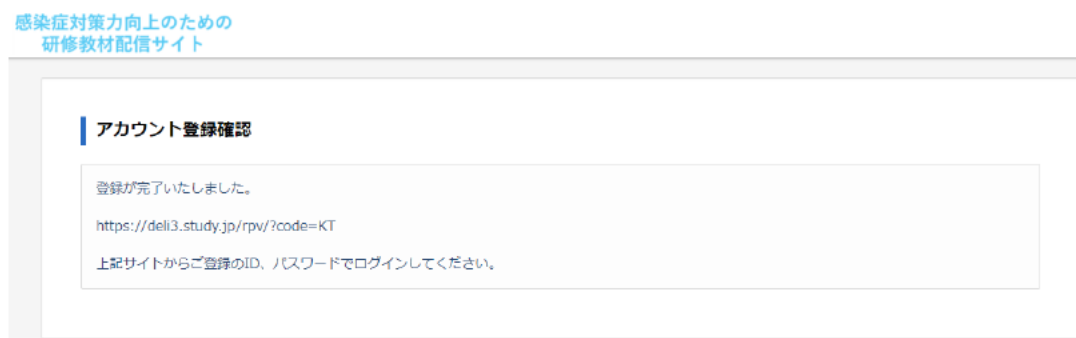 感染症対策力向上のための
研修教材配信サイト
アカウント登録確認
登録が完了いたしました。
https://deli3.study.jp/rpv/?code=KT
上記サイトからご登録のID、パスワードでログインしてください。